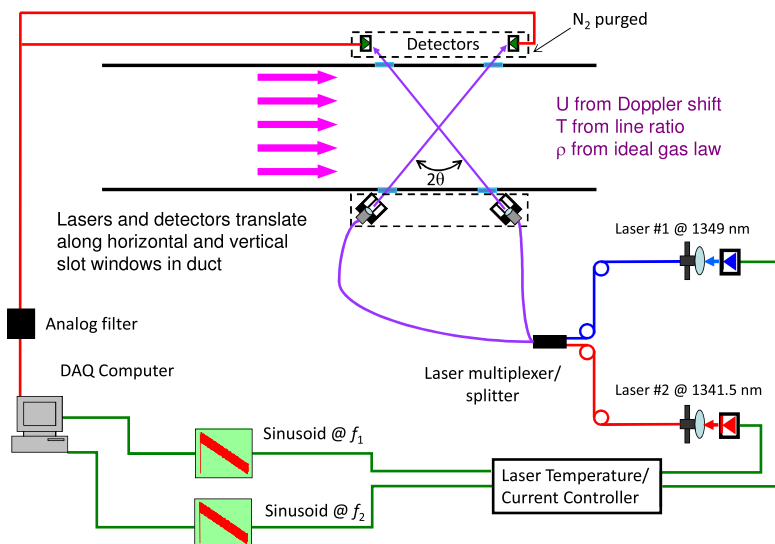 N2 purged
Detectors
U from Doppler shift
T from line ratio
ρ from ideal gas law
2θ
Lasers and detectors translate
along horizontal and vertical
slot windows in duct
Laser #1 @ 1349 nm
Analog filter
DAQ Computer
Laser multiplexer/
splitter
Laser #2 @ 1341.5 nm
Sinusoid @ f1
Laser Temperature/
Current Controller
Sinusoid @ f2